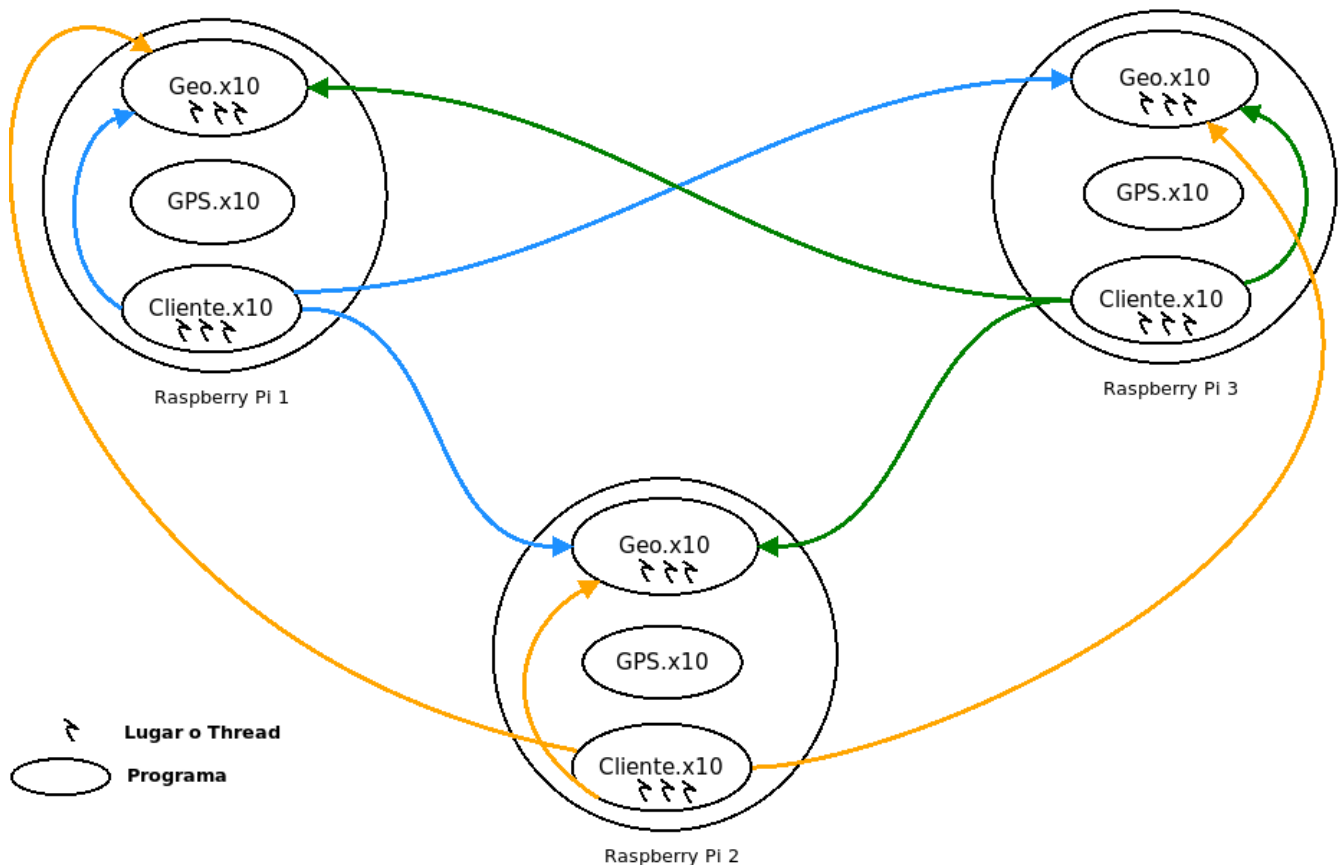 Geo.x10
GPS.x10
Cliente.x10
Raspberry Pi 1
Geo.x10
GPS.x10
Cliente.x10
Raspberry Pi 3
Geo.x10
GPS.x10
Cliente.x10
Raspberry Pi 2
Lugar o Thread
Programa